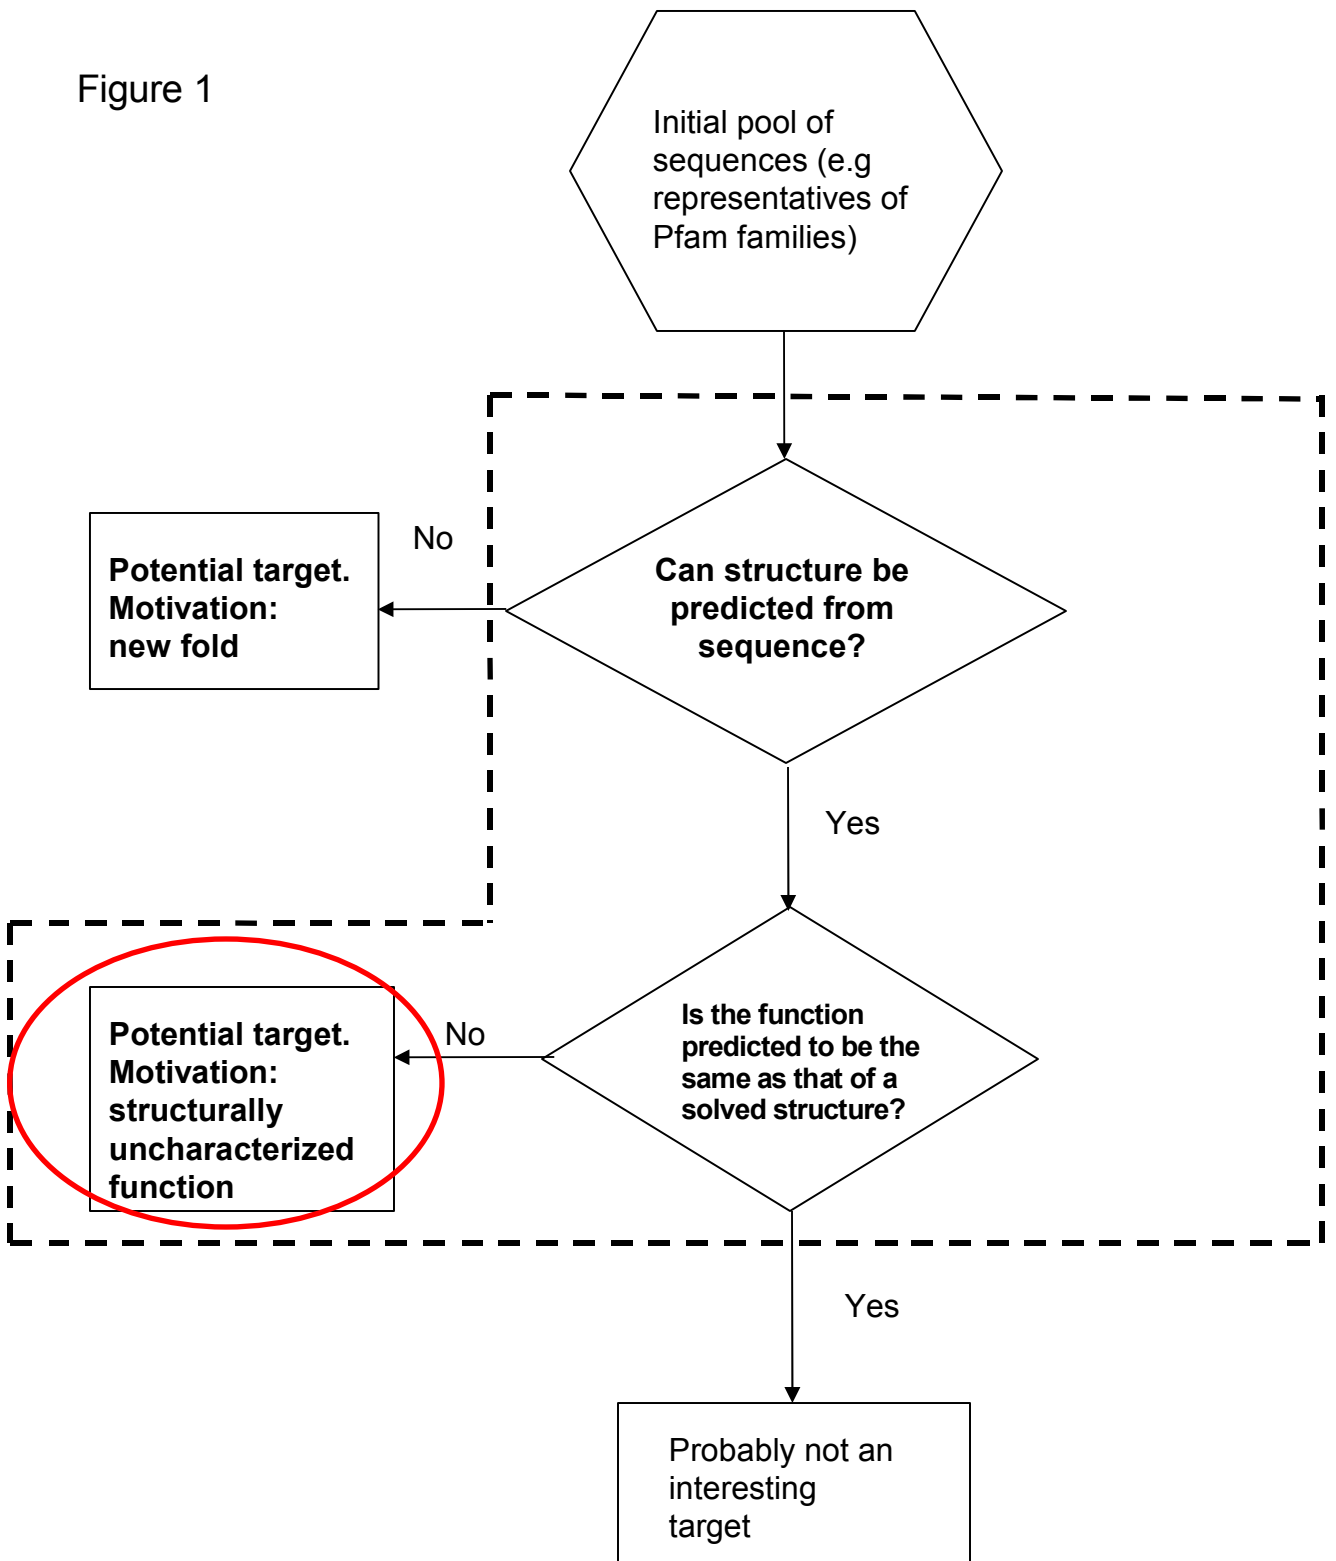 Figure 1
Initial pool of
sequences (e.g
representatives of
Pfam families)
No
Potential target.
Motivation:
new fold
Can structure be
predicted from
sequence?
Yes
Potential target.
Motivation:
structurally
uncharacterized
function
No
Is the function
predicted to be the
same as that of a
solved structure?
Yes
Probably not an
interesting
target